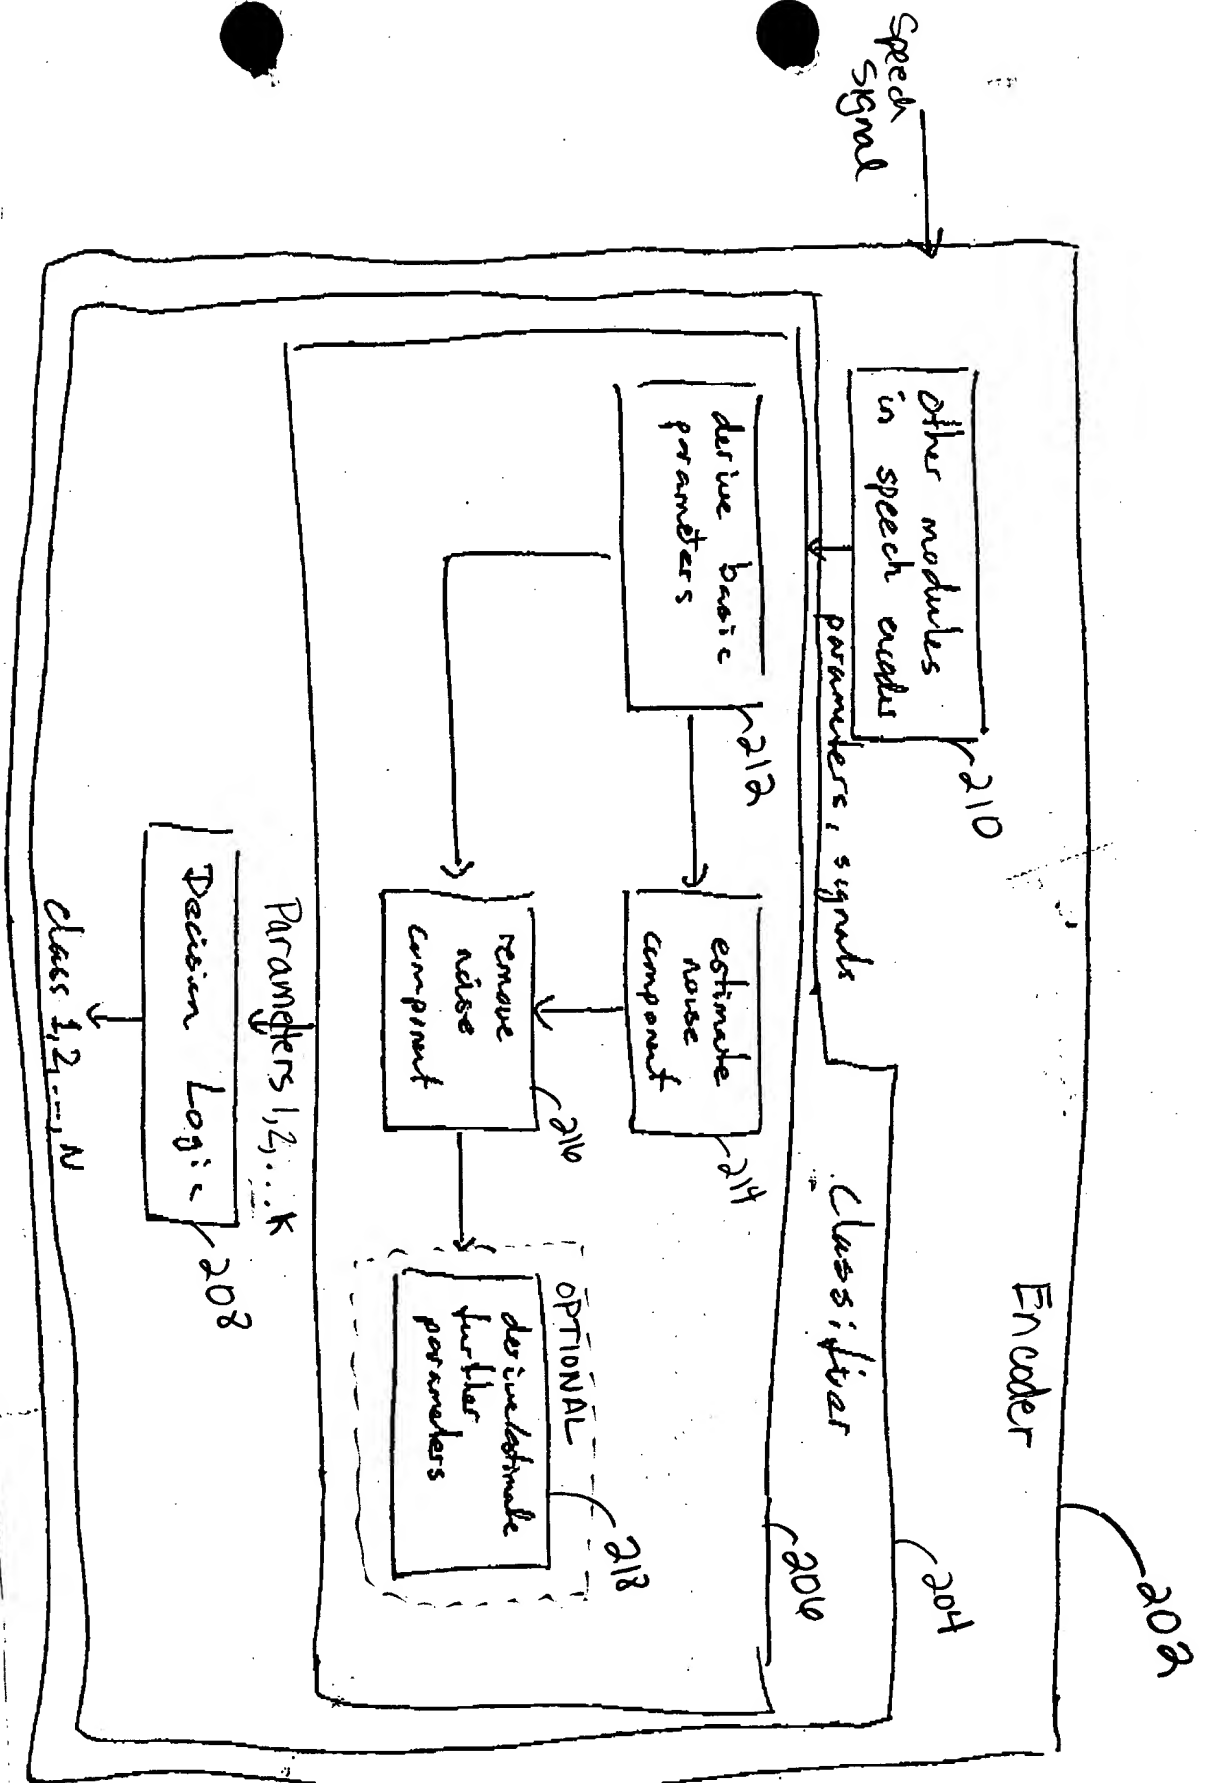 Speech
signal
Encoder
202
other modules
in speech encoder
210
parameters, signals
Classifier
204
206
derive basic
parameters
212
estimate
noise
component
214
remove
noise
component
216
OPTIONAL
derive/estimate
further
parameters
218
Parameters 1,2,...K
Decision Logic
208
class 1,2,...,N